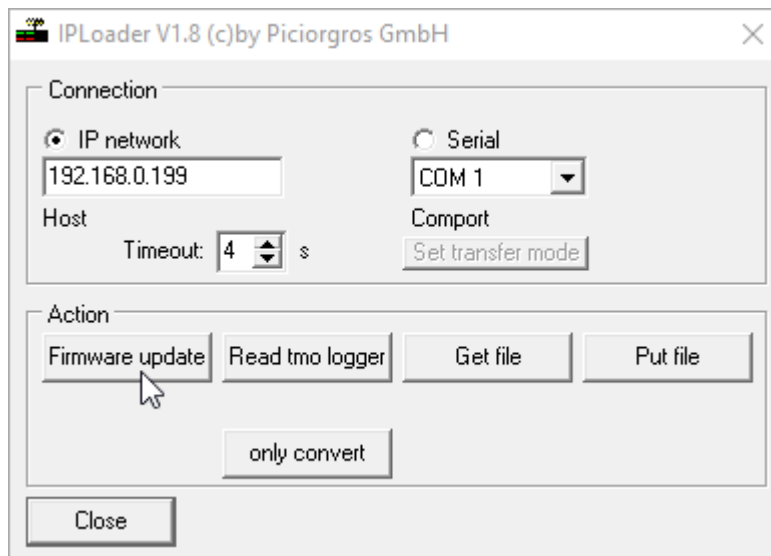 IPLoader V1.8 (c)by Piciorgros GmbH
Connection
IP network
Serial
192.168.0.199
COM 1
Host
Comport
Timeout: 4 s
Set transfer mode
Action
Firmware update
Read tmo logger
Get file
Put file
only convert
Close